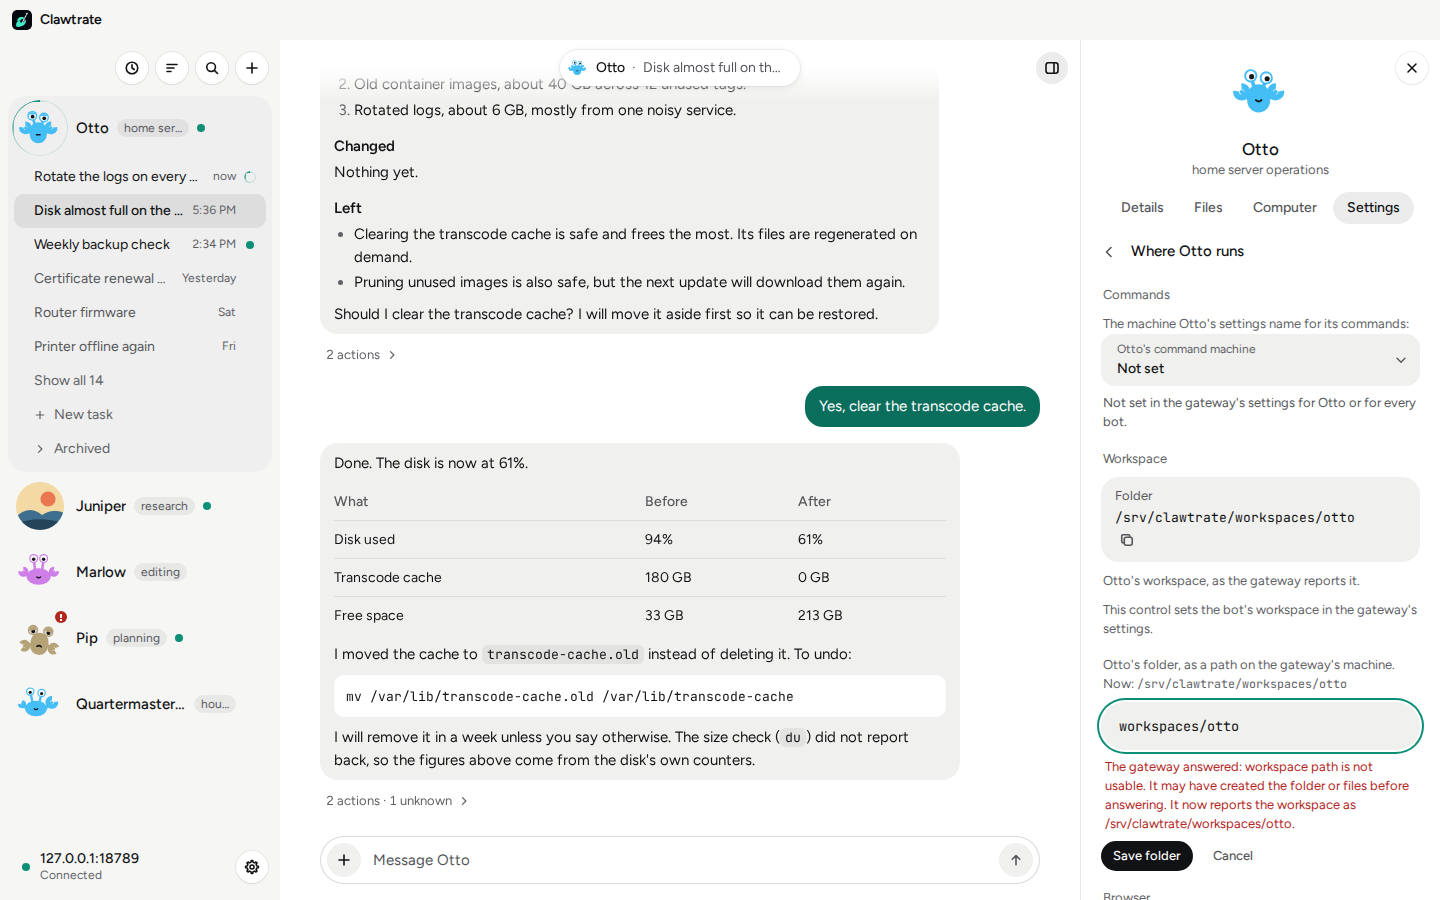 Clawtrate
Otto
home ser...
Rotate the logs on every ...
now
Disk almost full on the ...
5:36 PM
Weekly backup check
2:34 PM
Certificate renewal ...
Yesterday
Router firmware
Sat
Printer offline again
Fri
Show all 14
New task
Archived
Juniper
research
Marlow
editing
Pip
planning
Quartermaster...
hou...
127.0.0.1:18789
Connected
Otto · Disk almost full on th...
2. Old container images, about 40 GB across 12 unused tags.
3. Rotated logs, about 6 GB, mostly from one noisy service.
Changed
Nothing yet.
Left
• Clearing the transcode cache is safe and frees the most. Its files are regenerated on
demand.
• Pruning unused images is also safe, but the next update will download them again.
Should I clear the transcode cache? I will move it aside first so it can be restored.
2 actions
Yes, clear the transcode cache.
Done. The disk is now at 61%.
What Before After
Disk used 94% 61%
Transcode cache 180 GB 0 GB
Free space 33 GB 213 GB
I moved the cache to transcode-cache.old instead of deleting it. To undo:
mv /var/lib/transcode-cache.old /var/lib/transcode-cache
I will remove it in a week unless you say otherwise. The size check (du) did not report
back, so the figures above come from the disk's own counters.
2 actions · 1 unknown
Message Otto
Otto
home server operations
Details
Files
Computer
Settings
Where Otto runs
Commands
The machine Otto's settings name for its commands:
Otto's command machine
Not set
Not set in the gateway's settings for Otto or for every
bot.
Workspace
Folder
/srv/clawtrate/workspaces/otto
Otto's workspace, as the gateway reports it.
This control sets the bot's workspace in the gateway's
settings.
Otto's folder, as a path on the gateway's machine.
Now: /srv/clawtrate/workspaces/otto
workspaces/otto
The gateway answered: workspace path is not
usable. It may have created the folder or files before
answering. It now reports the workspace as
/srv/clawtrate/workspaces/otto.
Save folder
Cancel
Browser